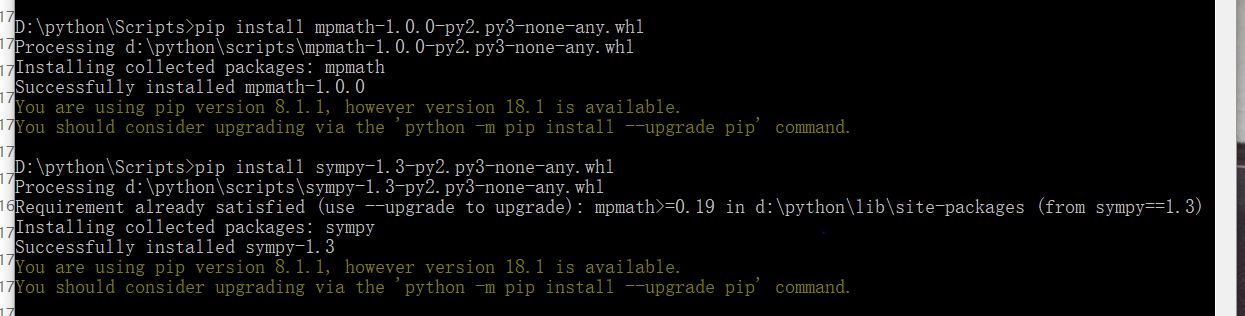 D:\python\Scripts>pip install mpmath-1.0.0-py2.py3-none-any.whl
Processing d:\python\scripts\mpmath-1.0.0-py2.py3-none-any.whl
Installing collected packages: mpmath
Successfully installed mpmath-1.0.0
You are using pip version 8.1.1, however version 18.1 is available.
You should consider upgrading via the 'python -m pip install --upgrade pip' command.
D:\python\Scripts>pip install sympy-1.3-py2.py3-none-any.whl
Processing d:\python\scripts\sympy-1.3-py2.py3-none-any.whl
Requirement already satisfied (use --upgrade to upgrade): mpmath>=0.19 in d:\python\lib\site-packages (from sympy==1.3)
Installing collected packages: sympy
Successfully installed sympy-1.3
You are using pip version 8.1.1, however version 18.1 is available.
You should consider upgrading via the 'python -m pip install --upgrade pip' command.